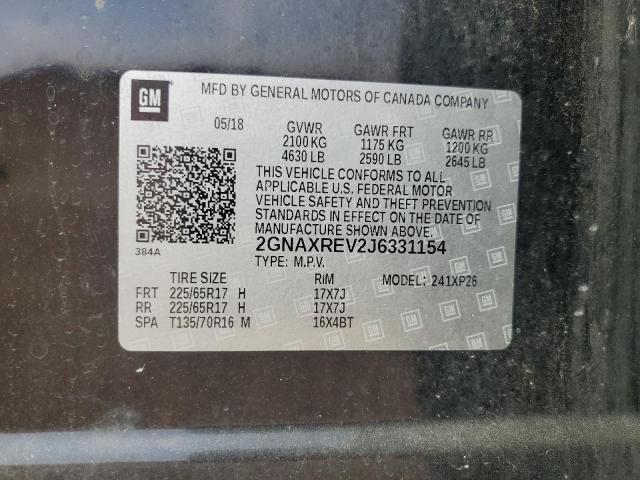 GM
MFD BY GENERAL MOTORS OF CANADA COMPANY
05/18 GVWR GAWR FRT GAWR RR
2100 KG 1175 KG 1200 KG
4630 LB 2590 LB 2645 LB
THIS VEHICLE CONFORMS TO ALL
APPLICABLE U.S. FEDERAL MOTOR
VEHICLE SAFETY AND THEFT PREVENTION
STANDARDS IN EFFECT ON THE DATE OF
MANUFACTURE SHOWN ABOVE.
2GNAXREV2J6331154
384A
TYPE: M.P.V.
TIRE SIZE RIM MODEL: 241XP26
FRT 225/65R17 H 17X7J
RR 225/65R17 H 17X7J
SPA T135/70R16 M 16X4BT